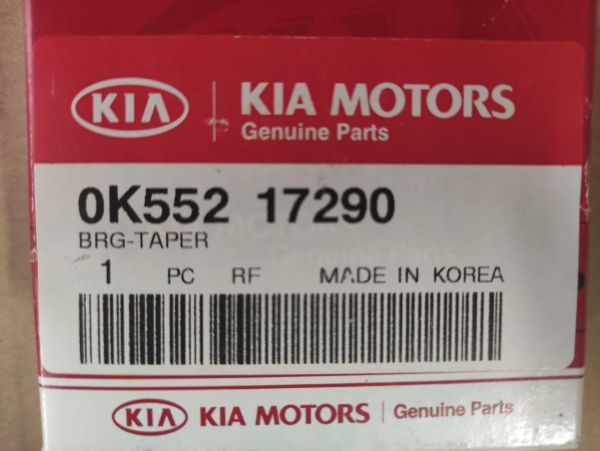 KIA KIA MOTORS
Genuine Parts
0K552 17290
BRG-TAPER
1 PC RF MADE IN KOREA
KIA KIA MOTORS Genuine Parts